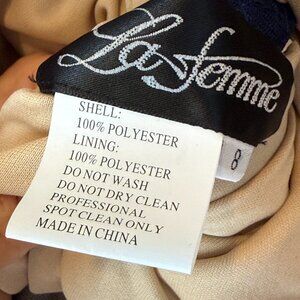 La Femme
8
SHELL:
100% POLYESTER
LINING:
100% POLYESTER
DO NOT WASH
DO NOT DRY CLEAN
PROFESSIONAL
SPOT CLEAN ONLY
MADE IN CHINA